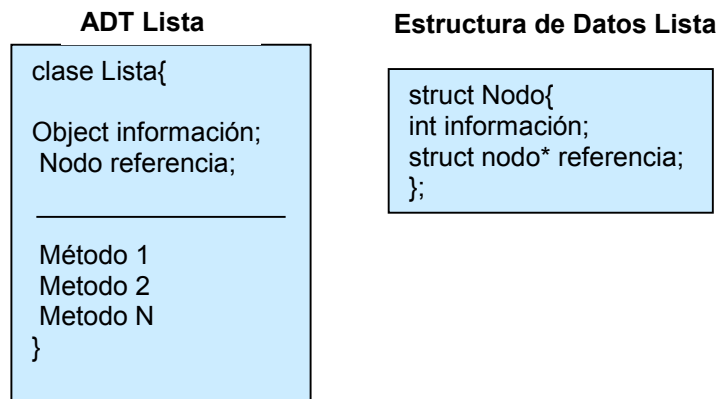 ADT Lista
clase Lista{
Object información;
Nodo referencia;
Método 1
Metodo 2
Metodo N
}
Estructura de Datos Lista
struct Nodo{
int información;
struct nodo* referencia;
};